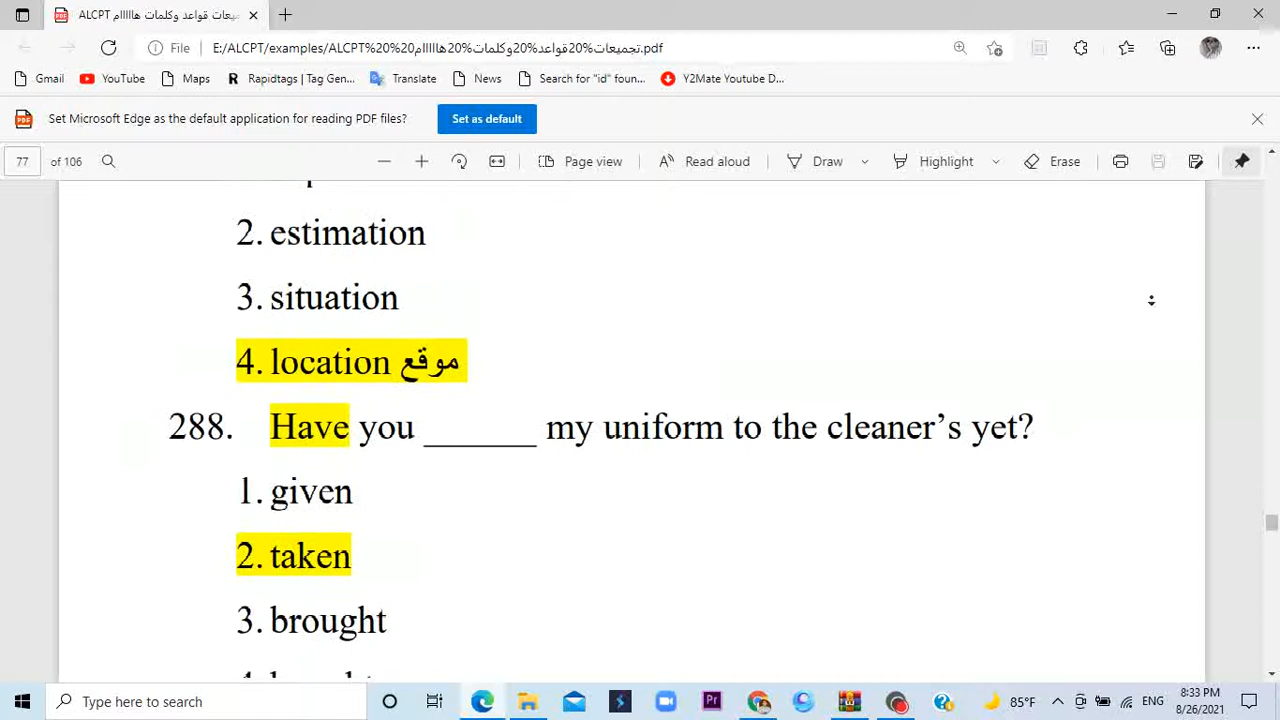 ALCPT تجميعات قواعد وكلمات هااااام
File E:/ALCPT/examples/ALCPT%20%20تجميعات%20قواعد%20وكلمات%20هااااام.pdf
Gmail YouTube Maps Rapidtags | Tag Gen... Translate News Search for "id" foun... Y2Mate Youtube D...
Set Microsoft Edge as the default application for reading PDF files? Set as default
77 of 106 Page view Read aloud Draw Highlight Erase
2. estimation
3. situation
4. location موقع
288. Have you ______ my uniform to the cleaner’s yet?
1. given
2. taken
3. brought
Type here to search 85°F ENG 8:33 PM
8/26/2021